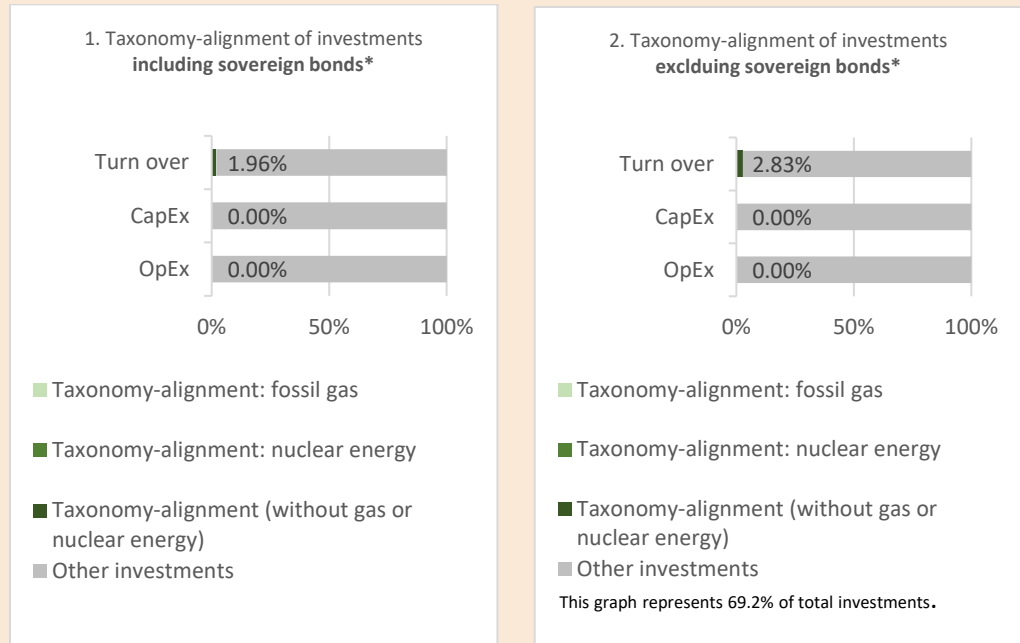 1. Taxonomy-alignment of investments
including sovereign bonds*
Turn over
1.96%
CapEx
0.00%
OpEx
0.00%
0%
50%
100%
Taxonomy-alignment: fossil gas
Taxonomy-alignment: nuclear energy
Taxonomy-alignment (without gas or
nuclear energy)
Other investments
2. Taxonomy-alignment of investments
exclduing sovereign bonds*
Turn over
2.83%
CapEx
0.00%
OpEx
0.00%
0%
50%
100%
Taxonomy-alignment: fossil gas
Taxonomy-alignment: nuclear energy
Taxonomy-alignment (without gas or
nuclear energy)
Other investments
This graph represents 69.2% of total investments.